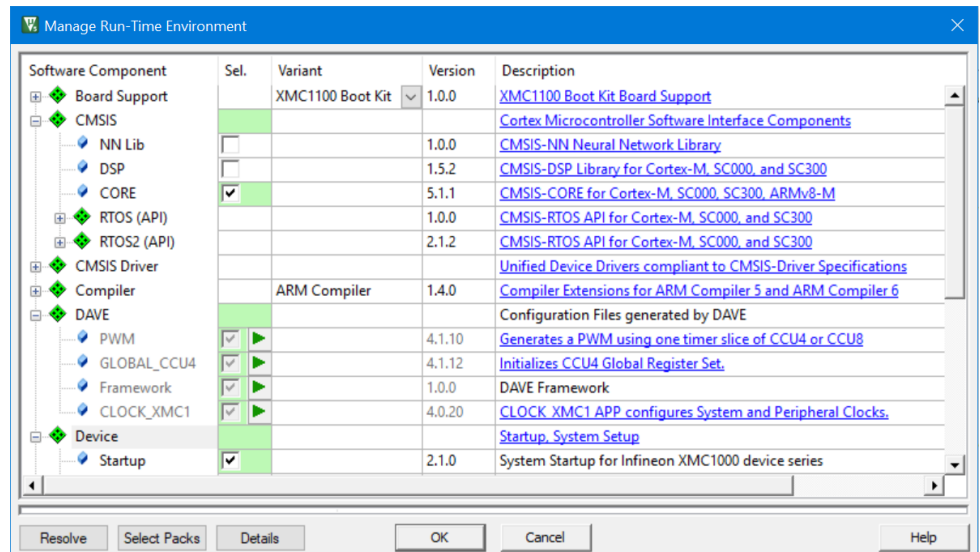 Manage Run-Time Environment
Software Component Sel. Variant Version Description
Board Support XMC1100 Boot Kit 1.0.0 XMC1100 Boot Kit Board Support
CMSIS Cortex Microcontroller Software Interface Components
NN Lib 1.0.0 CMSIS-NN Neural Network Library
DSP 1.5.2 CMSIS-DSP Library for Cortex-M, SC000, and SC300
CORE 5.1.1 CMSIS-CORE for Cortex-M, SC000, SC300, ARMv8-M
RTOS (API) 1.0.0 CMSIS-RTOS API for Cortex-M, SC000, and SC300
RTOS2 (API) 2.1.2 CMSIS-RTOS API for Cortex-M, SC000, and SC300
CMSIS Driver Unified Device Drivers compliant to CMSIS-Driver Specifications
Compiler ARM Compiler 1.4.0 Compiler Extensions for ARM Compiler 5 and ARM Compiler 6
DAVE Configuration Files generated by DAVE
PWM 4.1.10 Generates a PWM using one timer slice of CCU4 or CCU8
GLOBAL_CCU4 4.1.12 Initializes CCU4 Global Register Set.
Framework 1.0.0 DAVE Framework
CLOCK_XMC1 4.0.20 CLOCK_XMC1 APP configures System and Peripheral Clocks.
Device Startup, System Setup
Startup 2.1.0 System Startup for Infineon XMC1000 device series
Resolve Select Packs Details OK Cancel Help